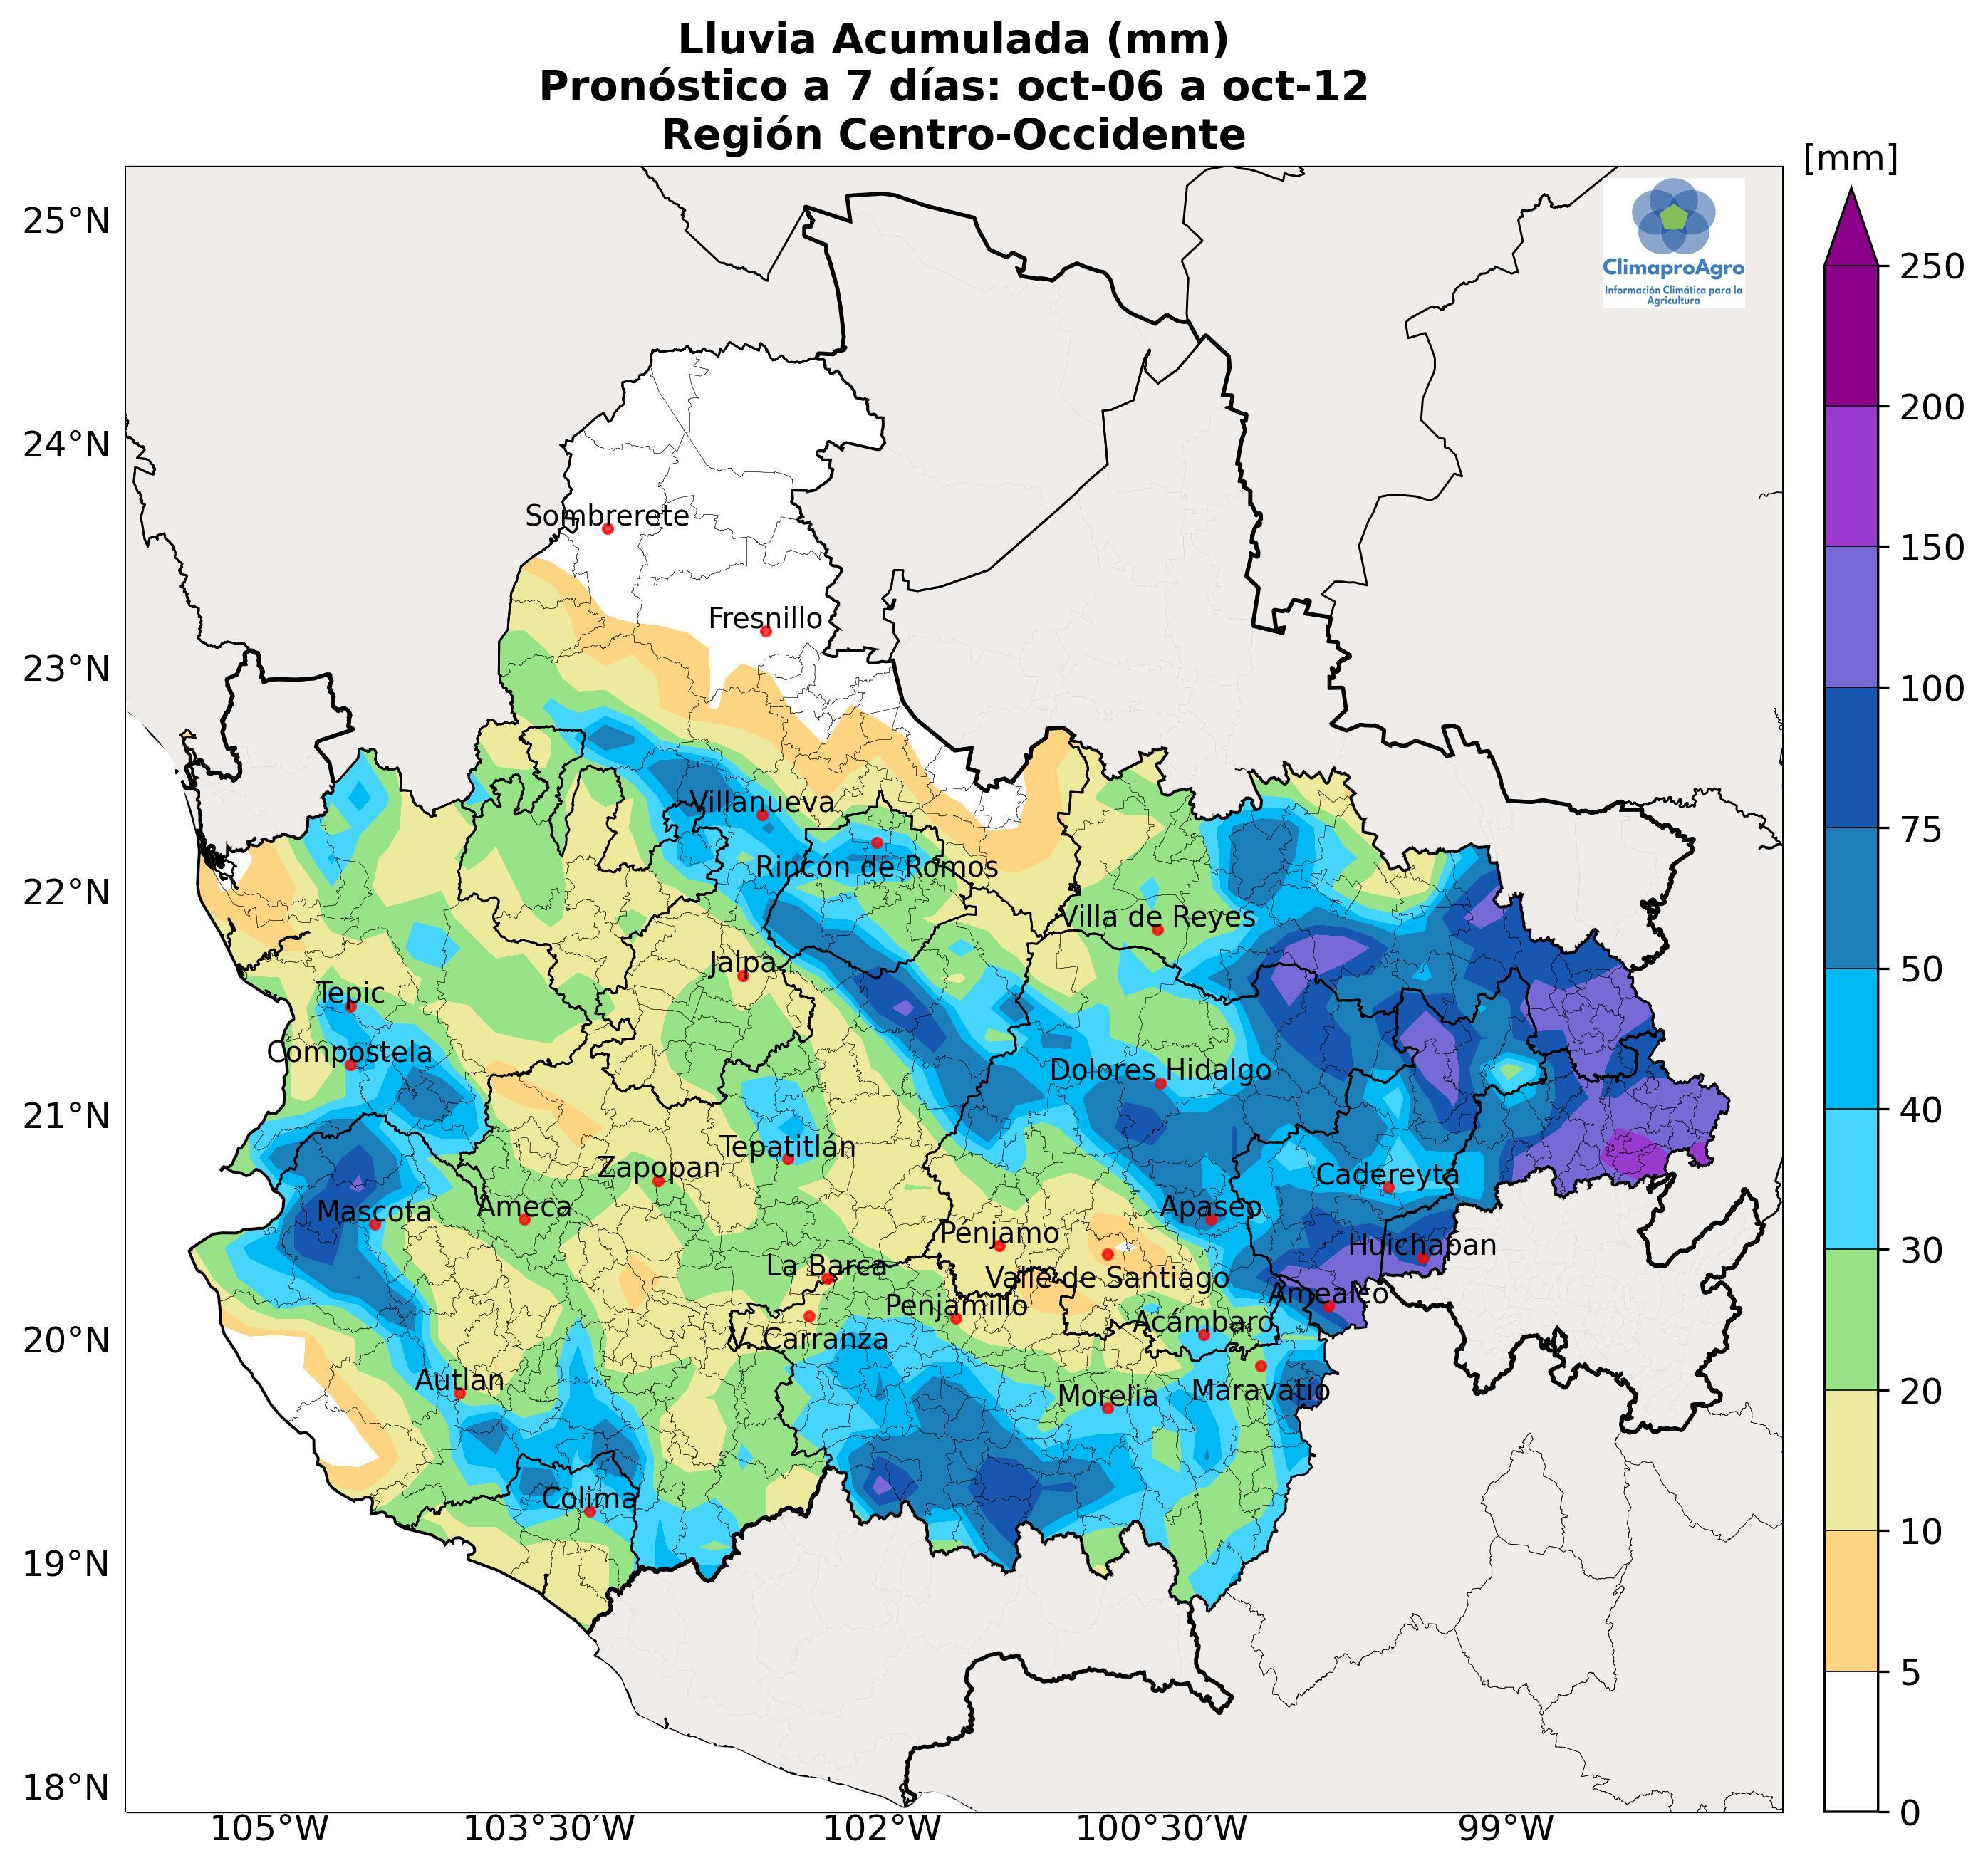 Lluvia Acumulada (mm)
Pronóstico a 7 días: oct-06 a oct-12
Región Centro-Occidente
[mm]
ClimaproAgro
Información Climática para la
Agricultura
25°N
24°N
23°N
22°N
21°N
20°N
19°N
18°N
Sombrerete
Fresnillo
Villanueva
Rincón de Romos
Villa de Reyes
Jalpa
Tepic
Compostela
Dolores Hidalgo
Tepatitlán
Zapopan
Cadereyta
Mascota
Ameca
Apaseo
Penjamo
Huichapan
La Barca
Valle de Santiago
Amealco
Penjamillo
Acámbaro
V. Carranza
Autlan
Morelia
Maravatío
Colima
250
200
150
100
75
50
40
30
20
10
5
0
105°W
103°30'W
102°W
100°30'W
99°W